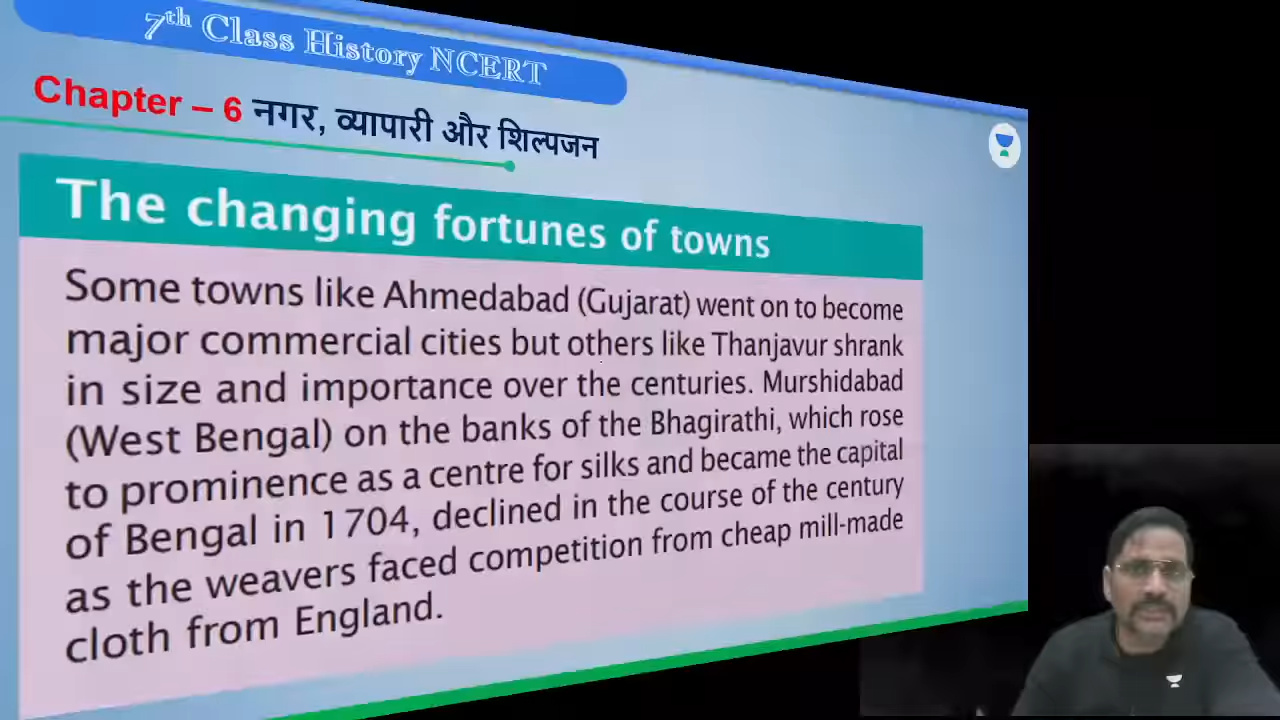 7th Class History NCERT
Chapter – 6 नगर, व्यापारी और शिल्पजन
The changing fortunes of towns
Some towns like Ahmedabad (Gujarat) went on to become
major commercial cities but others like Thanjavur shrank
in size and importance over the centuries. Murshidabad
(West Bengal) on the banks of the Bhagirathi, which rose
to prominence as a centre for silks and became the capital
of Bengal in 1704, declined in the course of the century
as the weavers faced competition from cheap mill-made
cloth from England.